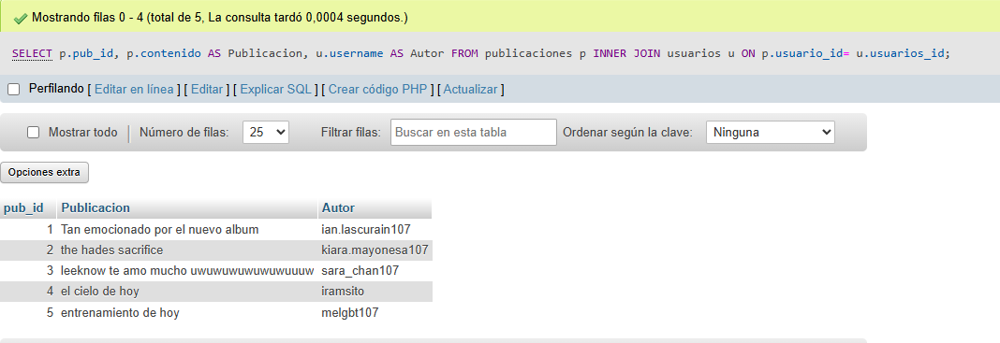 Mostrando filas 0 - 4 (total de 5, La consulta tardó 0,0004 segundos.)
SELECT p.pub_id, p.contenido AS Publicacion, u.username AS Autor FROM publicaciones p INNER JOIN usuarios u ON p.usuario_id= u.usuarios_id;
Perfilando [ Editar en línea ] [ Editar ] [ Explicar SQL ] [ Crear código PHP ] [ Actualizar ]
Mostrar todo Número de filas: 25 Filtrar filas: Buscar en esta tabla Ordenar según la clave: Ninguna
Opciones extra
pub_id Publicacion Autor
1 Tan emocionado por el nuevo album ian.lascurain107
2 the hades sacrifice kiara.mayonesa107
3 leeknow te amo mucho uwuwuwuwuwuwuuuw sara_chan107
4 el cielo de hoy iramsito
5 entrenamiento de hoy melgbt107